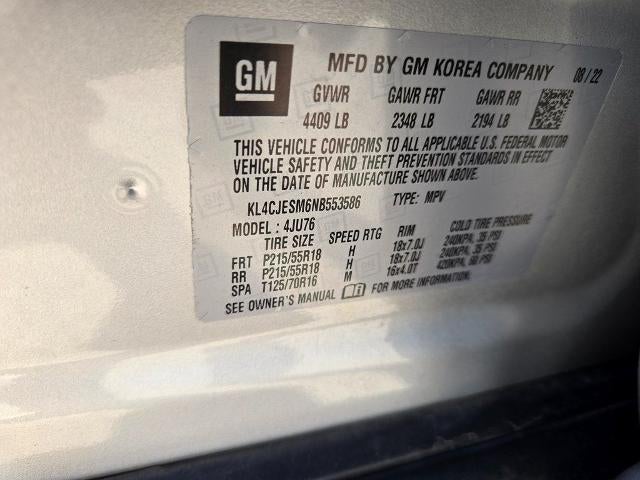 GM MFD BY GM KOREA COMPANY 08/22
GVWR GAWR FRT GAWR RR
4409 LB 2348 LB 2194 LB
THIS VEHICLE CONFORMS TO ALL APPLICABLE U.S. FEDERAL MOTOR
VEHICLE SAFETY AND THEFT PREVENTION STANDARDS IN EFFECT
ON THE DATE OF MANUFACTURE SHOWN ABOVE.
KL4CJESM6NB553586 TYPE: MPV
MODEL: 4JU76
TIRE SIZE SPEED RTG RIM COLD TIRE PRESSURE
FRT P215/55R18 H 18x7.0J 240KPA, 35 PSI
RR P215/55R18 H 18x7.0J 240KPA, 35 PSI
SPA T125/70R16 M 16x4.0T 420KPA, 60 PSI
SEE OWNER'S MANUAL FOR MORE INFORMATION.